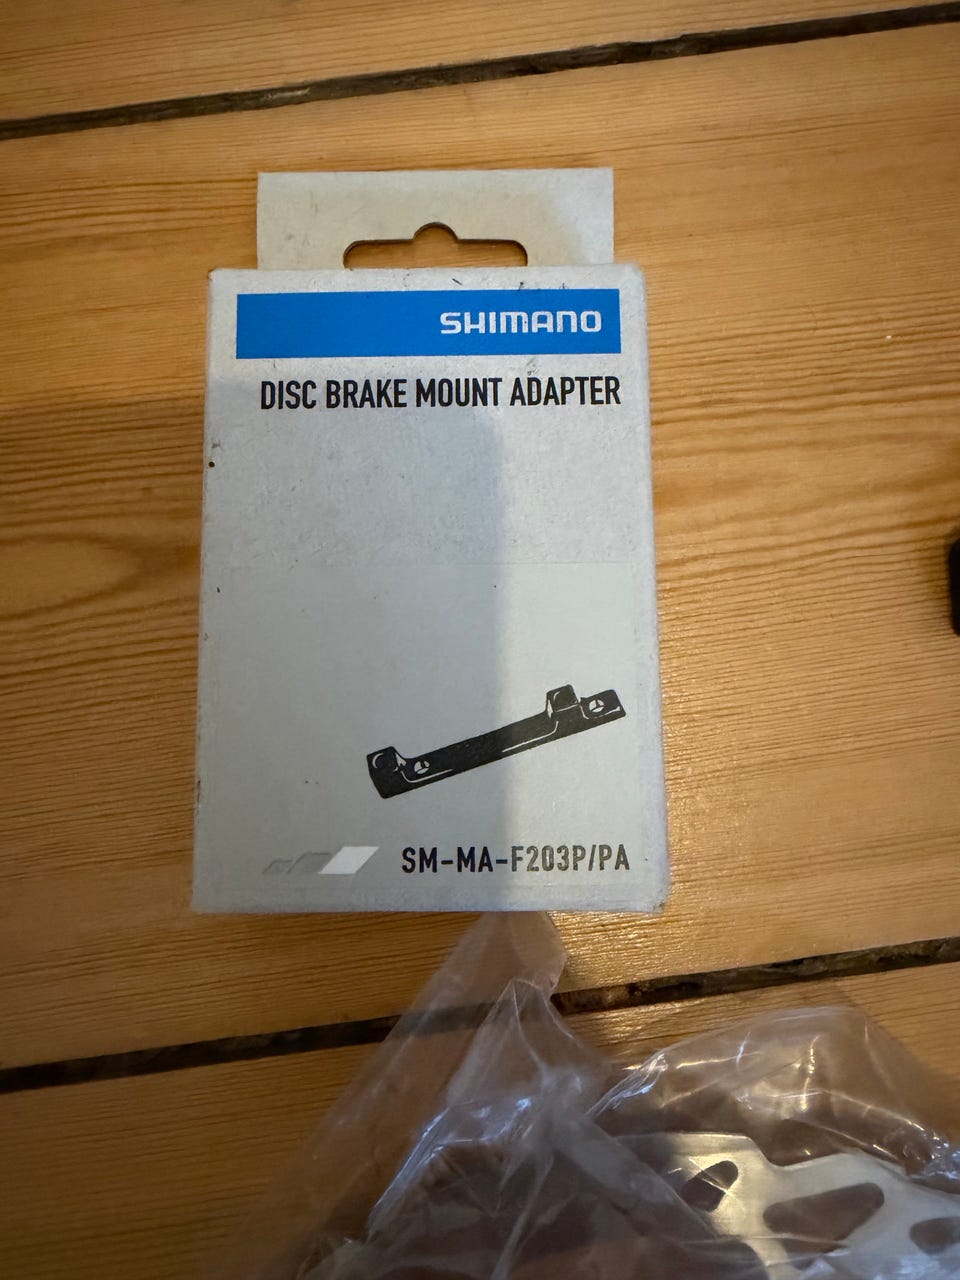 SHIMANO
DISC BRAKE MOUNT ADAPTER
SM-MA-F203P/PA